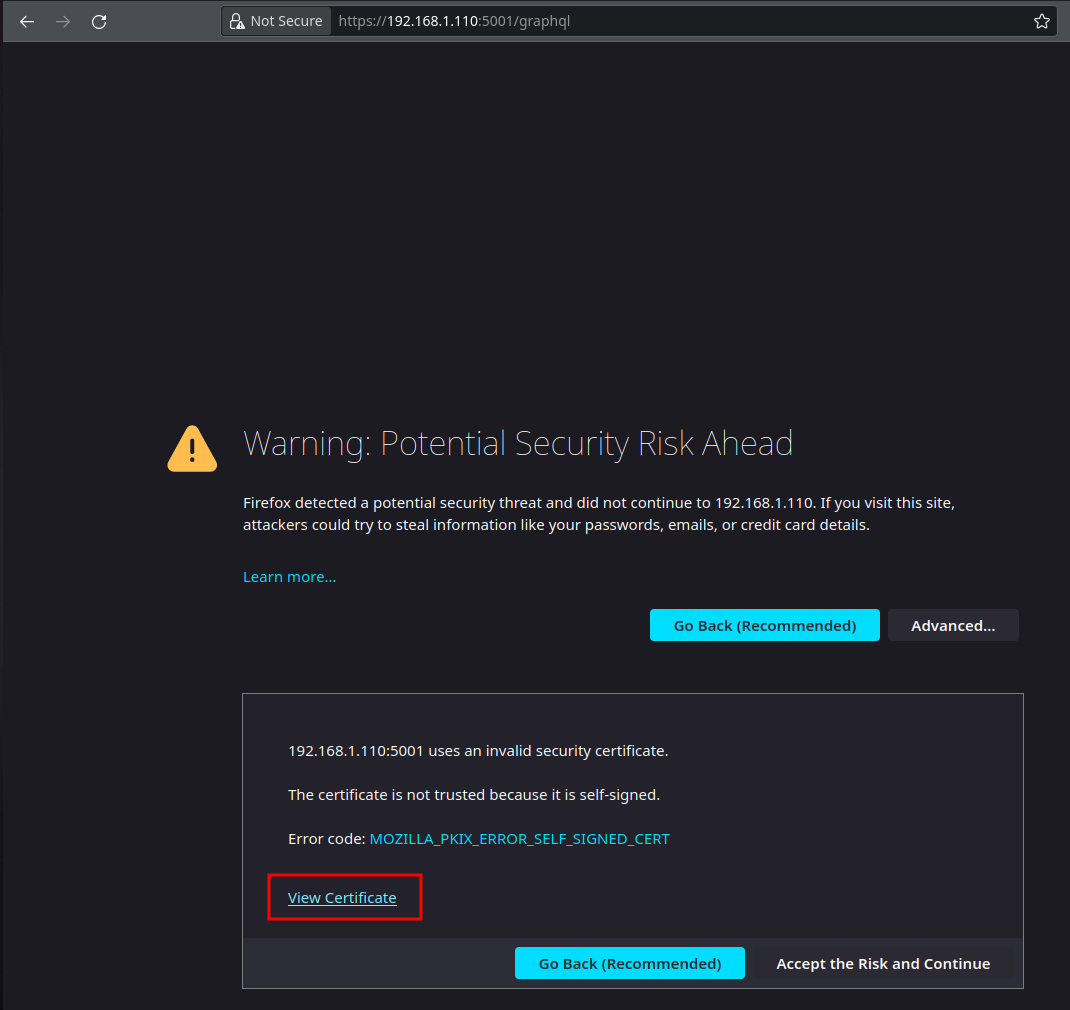 Not Secure https://192.168.1.110:5001/graphql
Warning: Potential Security Risk Ahead
Firefox detected a potential security threat and did not continue to 192.168.1.110. If you visit this site,
attackers could try to steal information like your passwords, emails, or credit card details.
Learn more...
Go Back (Recommended) Advanced...
192.168.1.110:5001 uses an invalid security certificate.
The certificate is not trusted because it is self-signed.
Error code: MOZILLA_PKIX_ERROR_SELF_SIGNED_CERT
View Certificate
Go Back (Recommended) Accept the Risk and Continue